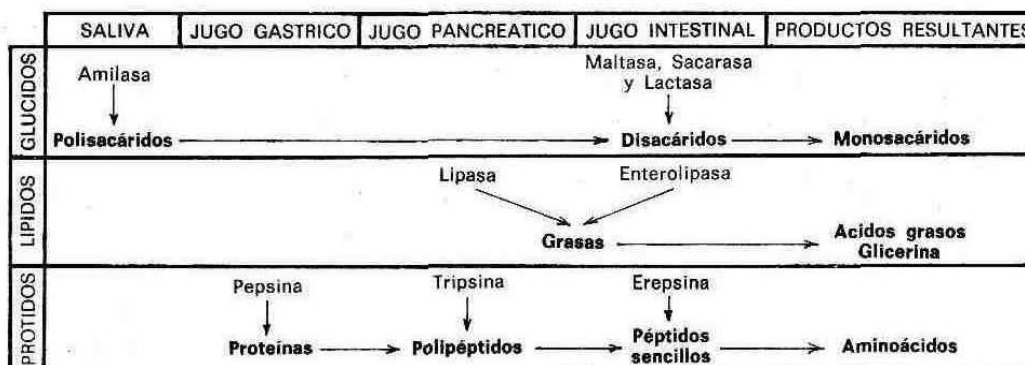 SALIVA JUGO GASTRICO JUGO PANCREATICO JUGO INTESTINAL PRODUCTOS RESULTANTES
GLUCIDOS
Amilasa
Maltasa, Sacarasa
y Lactasa
Polisacáridos Disacáridos Monosacáridos
LIPIDOS
Lipasa Enterolipasa
Grasas
Acidos grasos
Glicerina
PROTIDOS
Pepsina Tripsina Erepsina
Proteínas Polipéptidos
Péptidos
sencillos
Aminoácidos